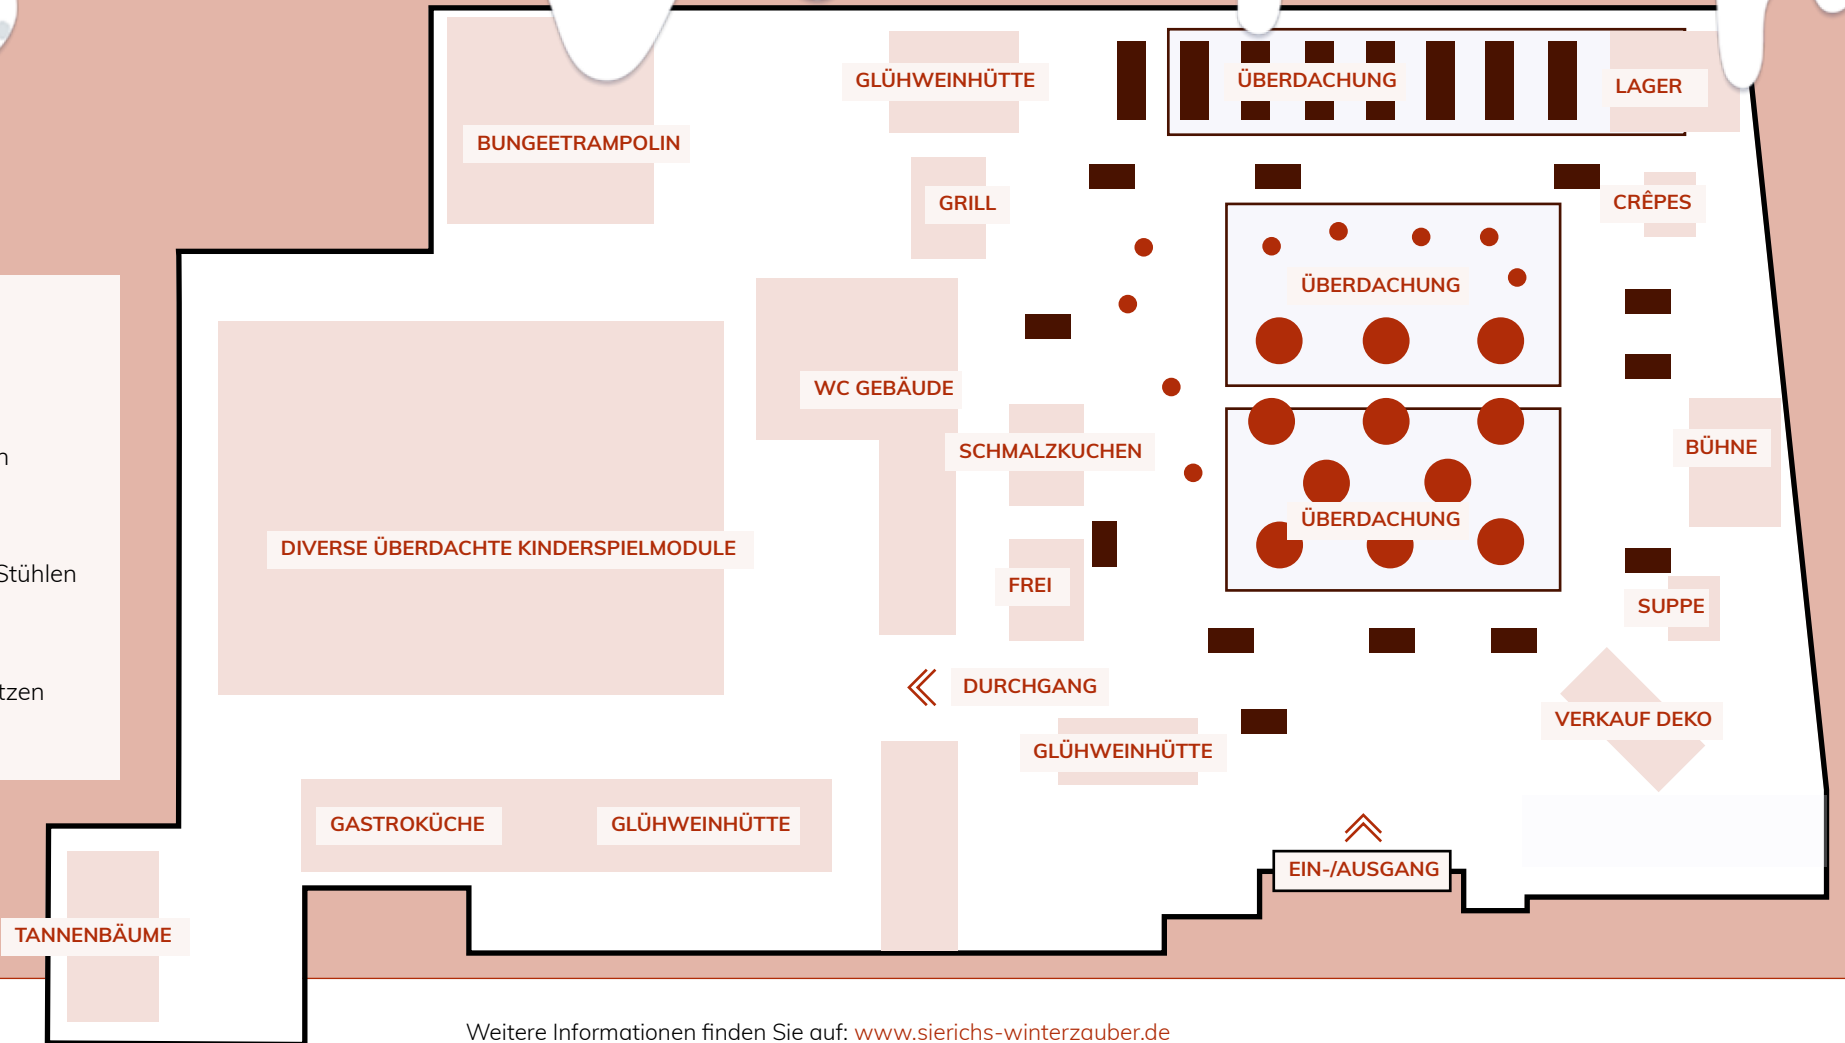 GLÜHWEINHÜTTE
ÜBERDACHUNG
LAGER
BUNGEETRAMPOLIN
GRILL
CRÊPES
ÜBERDACHUNG
WC GEBÄUDE
SCHMALZKUCHEN
BÜHNE
n
ÜBERDACHUNG
DIVERSE ÜBERDACHTE KINDERSPIELMODULE
Stühlen
FREI
SUPPE
tzen
DURCHGANG
VERKAUF DEKO
GLÜHWEINHÜTTE
GASTROKÜCHE
GLÜHWEINHÜTTE
EIN-/AUSGANG
TANNENBÄUME
Weitere Informationen finden Sie auf: www.sierichs-winterzauber.de